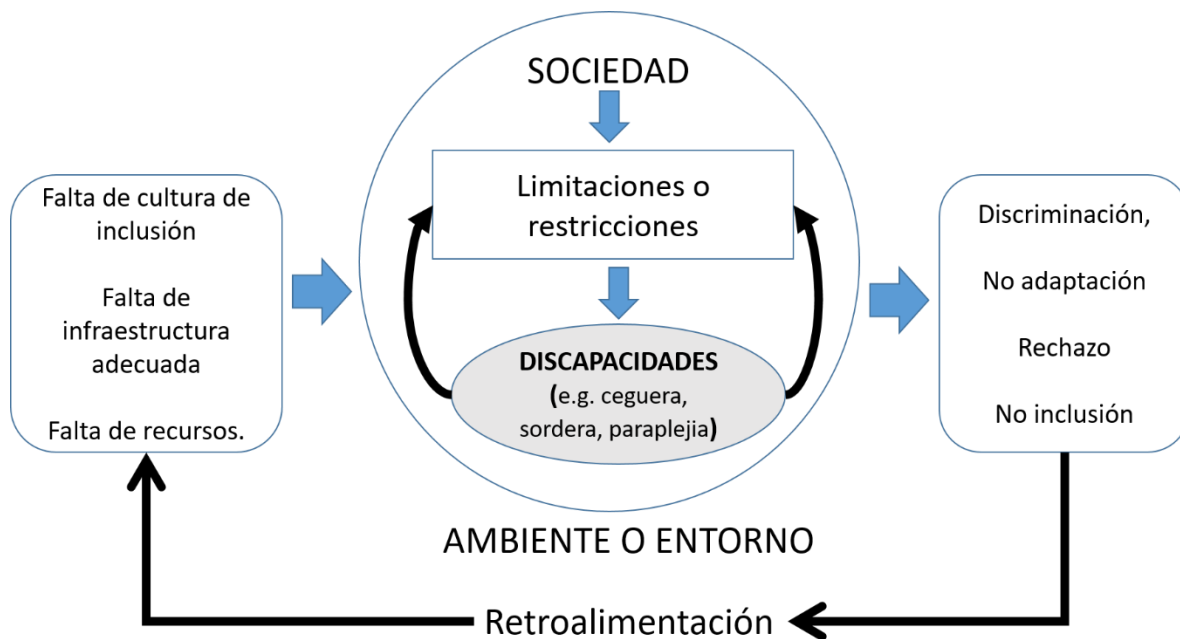 SOCIEDAD
Falta de cultura de
inclusión
Falta de
infraestructura
adecuada
Falta de recursos.
Limitaciones o
restricciones
DISCAPACIDADES
(e.g. ceguera,
sordera, paraplejia)
Discriminación,
No adaptación
Rechazo
No inclusión
AMBIENTE O ENTORNO
Retroalimentación